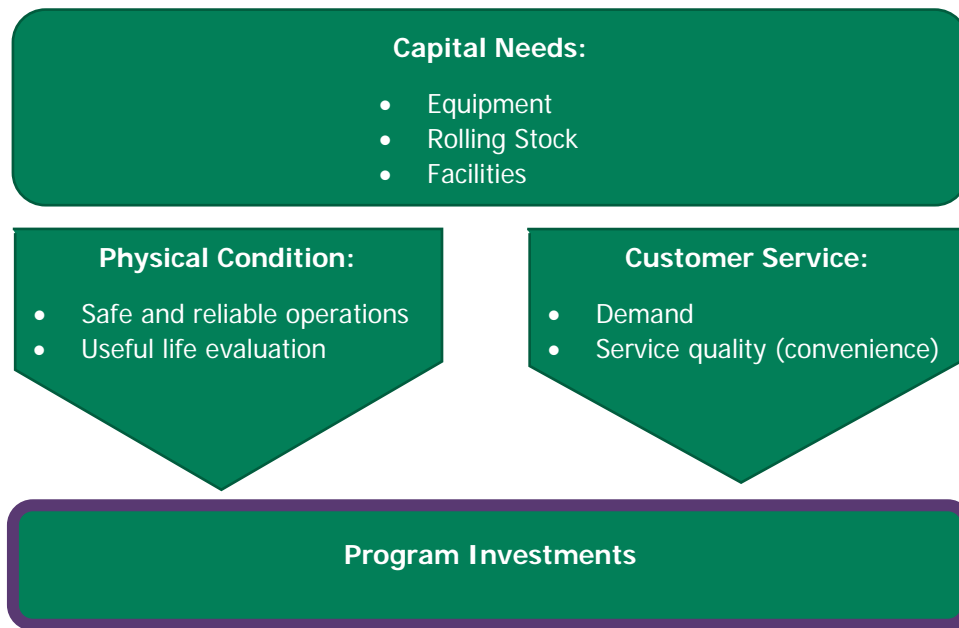 Capital Needs:
• Equipment
• Rolling Stock
• Facilities
Physical Condition:
• Safe and reliable operations
• Useful life evaluation
Customer Service:
• Demand
• Service quality (convenience)
Program Investments